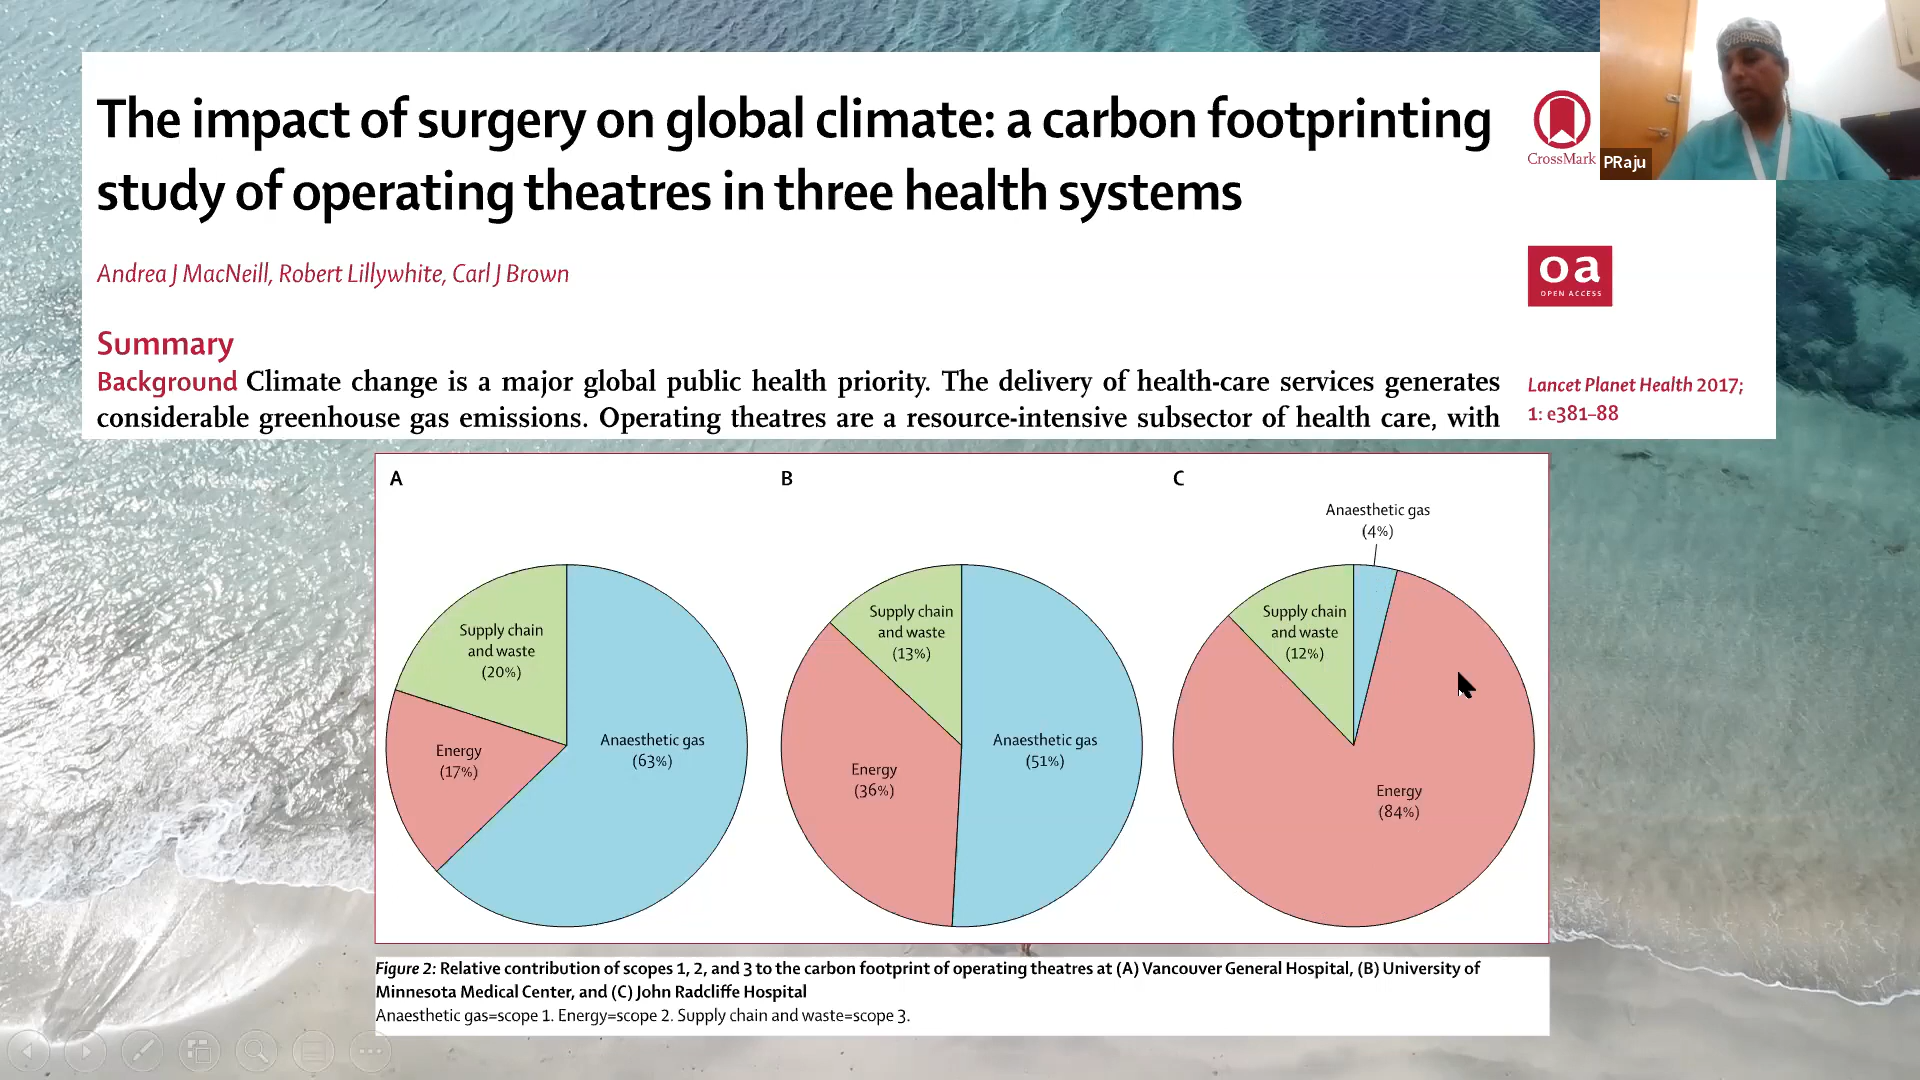 The impact of surgery on global climate: a carbon footprinting
study of operating theatres in three health systems
CrossMark
PRaju
Andrea J MacNeill, Robert Lillywhite, Carl J Brown
oa
OPEN ACCESS
Summary
Background Climate change is a major global public health priority. The delivery of health-care services generates
considerable greenhouse gas emissions. Operating theatres are a resource-intensive subsector of health care, with
Lancet Planet Health 2017;
1: e381–88
A
Supply chain
and waste
(20%)
Energy
(17%)
Anaesthetic gas
(63%)
B
Supply chain
and waste
(13%)
Energy
(36%)
Anaesthetic gas
(51%)
C
Anaesthetic gas
(4%)
Supply chain
and waste
(12%)
Energy
(84%)
Figure 2: Relative contribution of scopes 1, 2, and 3 to the carbon footprint of operating theatres at (A) Vancouver General Hospital, (B) University of
Minnesota Medical Center, and (C) John Radcliffe Hospital
Anaesthetic gas=scope 1. Energy=scope 2. Supply chain and waste=scope 3.